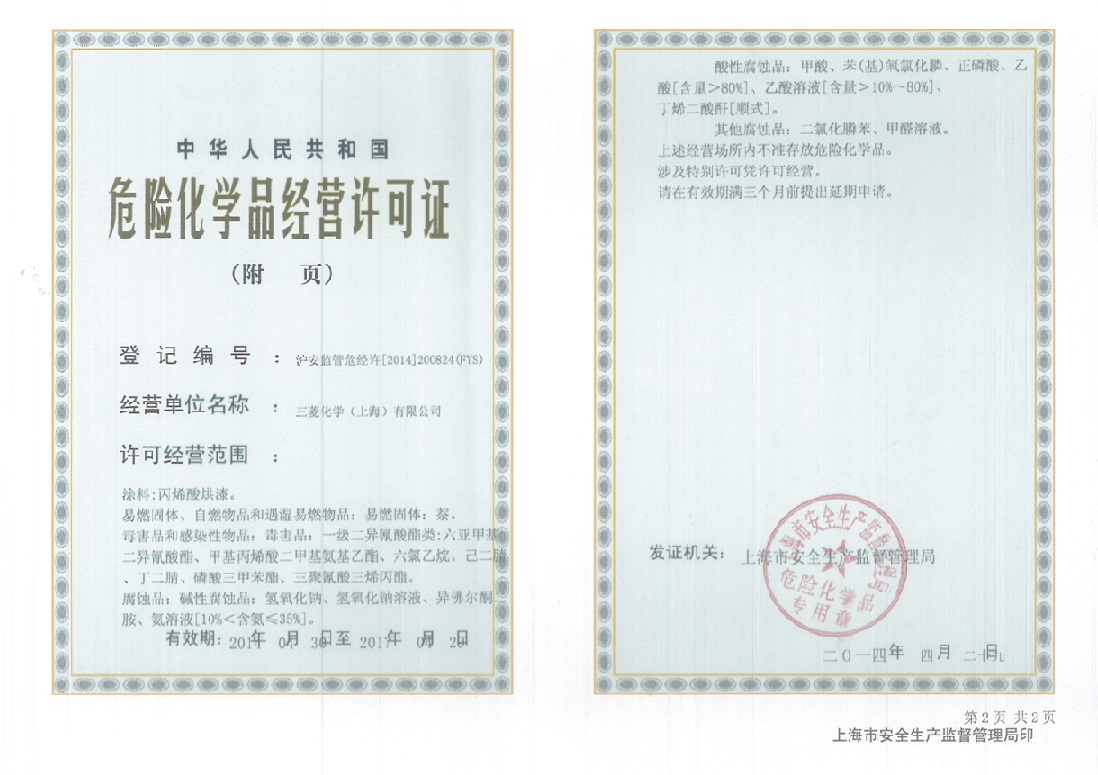 中华人民共和国
危险化学品经营许可证
(附 页)
登记编号 : 沪安监管危经许[2014]200824(FYS)
经营单位名称 : 三菱化学(上海)有限公司
许可经营范围 :
涂料:丙烯酸烘漆。
易燃固体、自燃物品和遇湿易燃物品:易燃固体:萘。
毒害品和感染性物品:毒害品:一级二异氰酸酯类:六亚甲基
二异氰酸酯、甲基丙烯酸二甲基氨基乙酯、六氯乙烷,己二腈
、丁二腈、磷酸三甲苯酯、三聚氰酸三烯丙酯。
腐蚀品:碱性腐蚀品:氢氧化钠、氢氧化钠溶液、异佛尔酮二
胺、氨溶液[10%<含氨≤35%]。
有效期: 年 月 日至 年 月 日
酸性腐蚀品:甲酸、苯(基)氧氯化膦、正磷酸、乙
酸[含量>80%]、乙酸溶液[含量>10%~80%]、
丁烯二酸酐[顺式]。
其他腐蚀品:二氯化膦苯、甲醛溶液。
上述经营场所内不准存放危险化学品。
涉及特别许可凭许可经营。
请在有效期满三个月前提出延期申请。
发证机关: 上海市安全生产监督管理局
上海市安全生产监督管理局
危险化学品
专用章
二〇一四年 四月
第2页 共2页
上海市安全生产监督管理局印